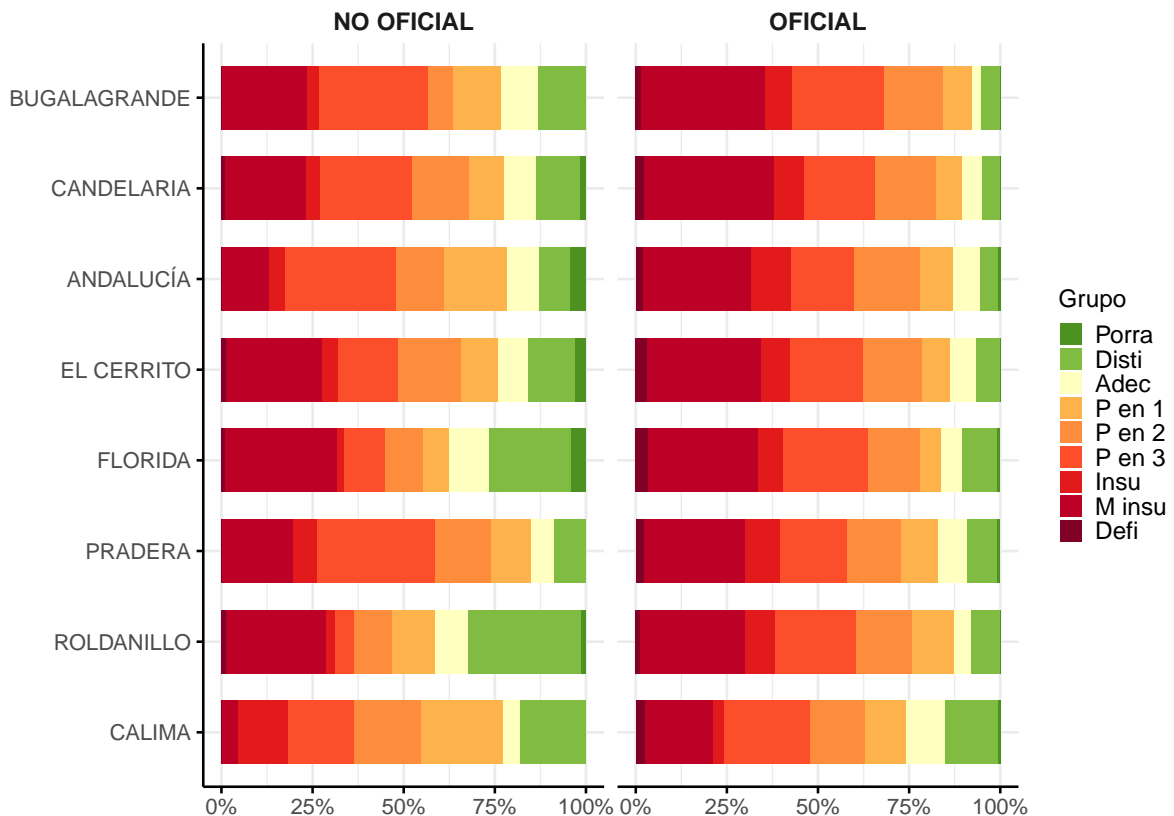 NO OFICIAL
OFICIAL
BUGALAGRANDE
CANDELARIA
ANDALUCÍA
EL CERRITO
FLORIDA
PRADERA
ROLDANILLO
CALIMA
0% 25% 50% 75% 100% 0% 25% 50% 75% 100%
Grupo
Porra
Disti
Adec
P en 1
P en 2
P en 3
Insu
M insu
Defi